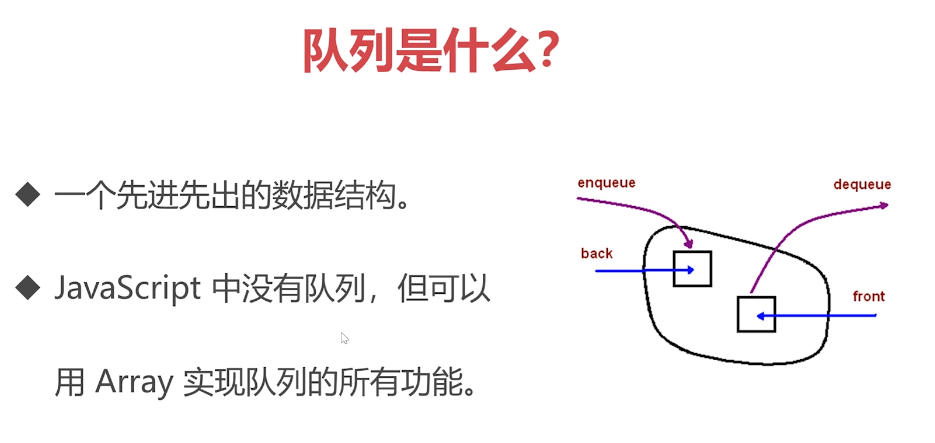 队列是什么？
◆ 一个先进先出的数据结构。
◆ JavaScript 中没有队列，但可以
用 Array 实现队列的所有功能。
enqueue
dequeue
back
front